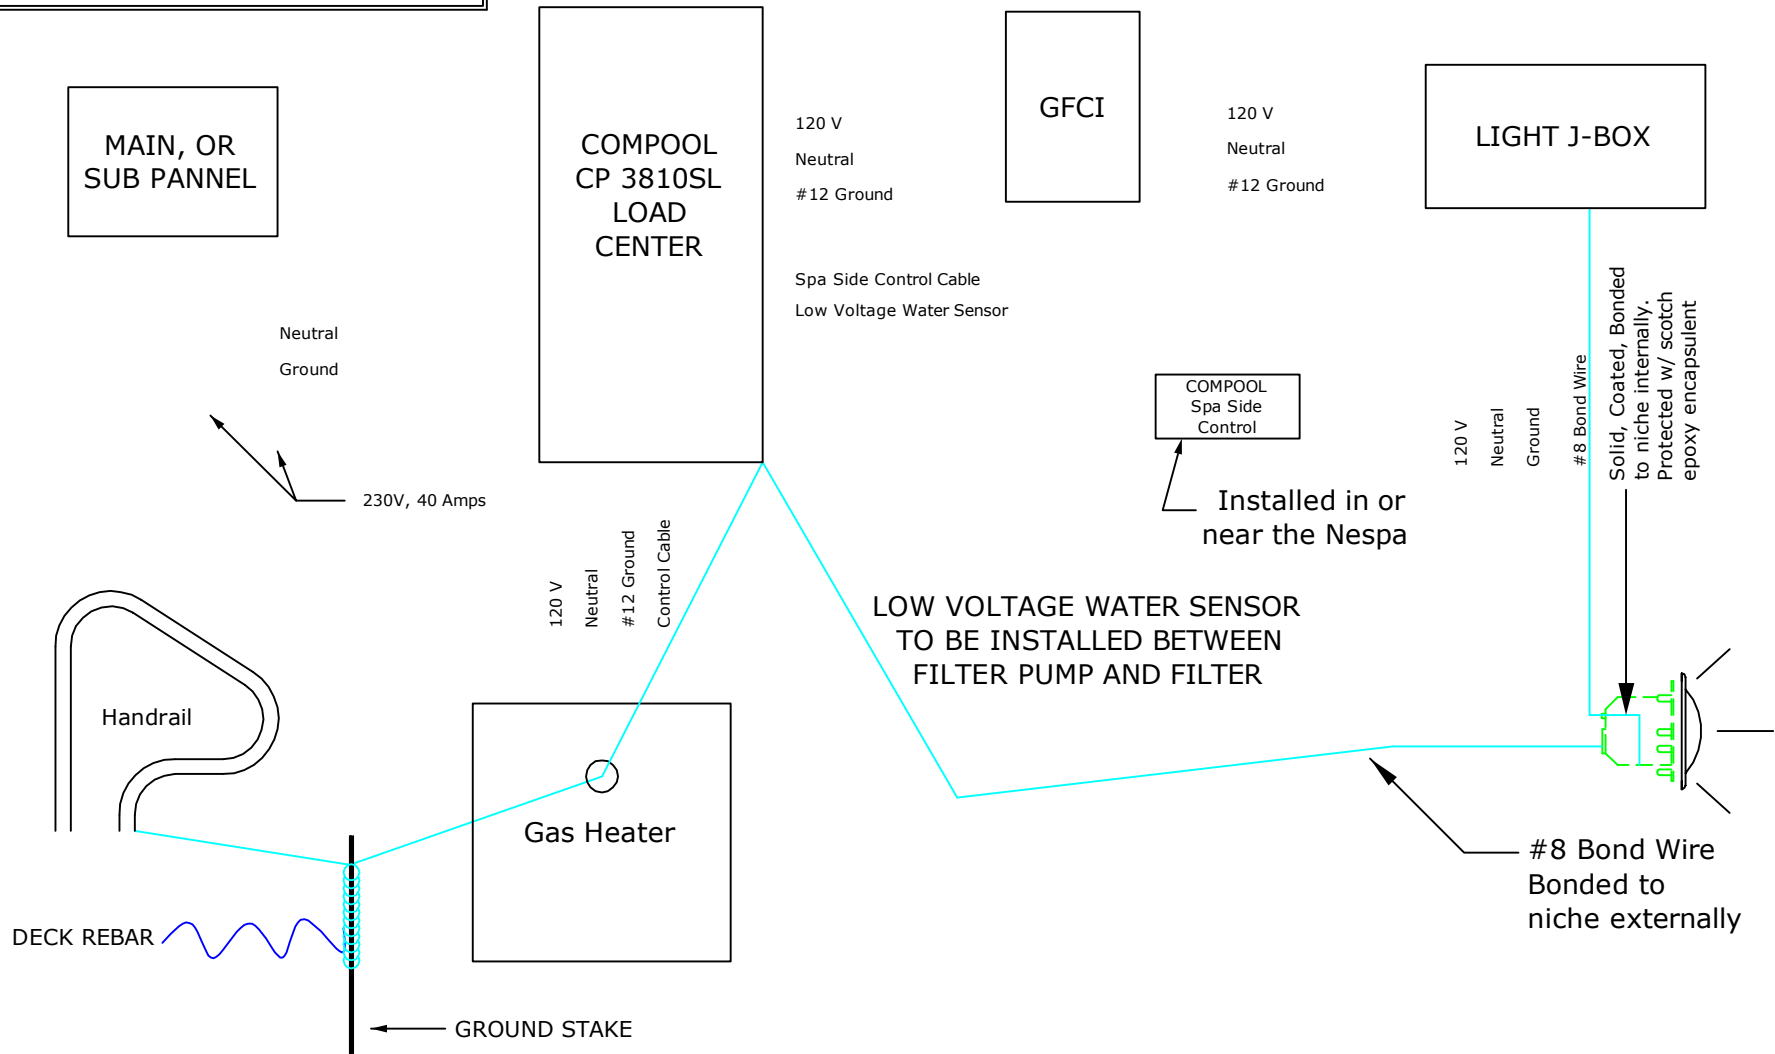 MAIN, OR
SUB PANNEL
COMPOOL
CP 3810SL
LOAD
CENTER
120 V
Neutral
#12 Ground
GFCI
120 V
Neutral
#12 Ground
LIGHT J-BOX
Spa Side Control Cable
Low Voltage Water Sensor
Neutral
Ground
230V, 40 Amps
COMPOOL
Spa Side
Control
Installed in or
near the Nespa
120 V
Neutral
Ground
#8 Bond Wire
Solid, Coated, Bonded
to niche internally.
Protected w/ scotch
epoxy encapsulent
120 V
Neutral
#12 Ground
Control Cable
LOW VOLTAGE WATER SENSOR
TO BE INSTALLED BETWEEN
FILTER PUMP AND FILTER
Handrail
Gas Heater
#8 Bond Wire
Bonded to
niche externally
DECK REBAR
GROUND STAKE